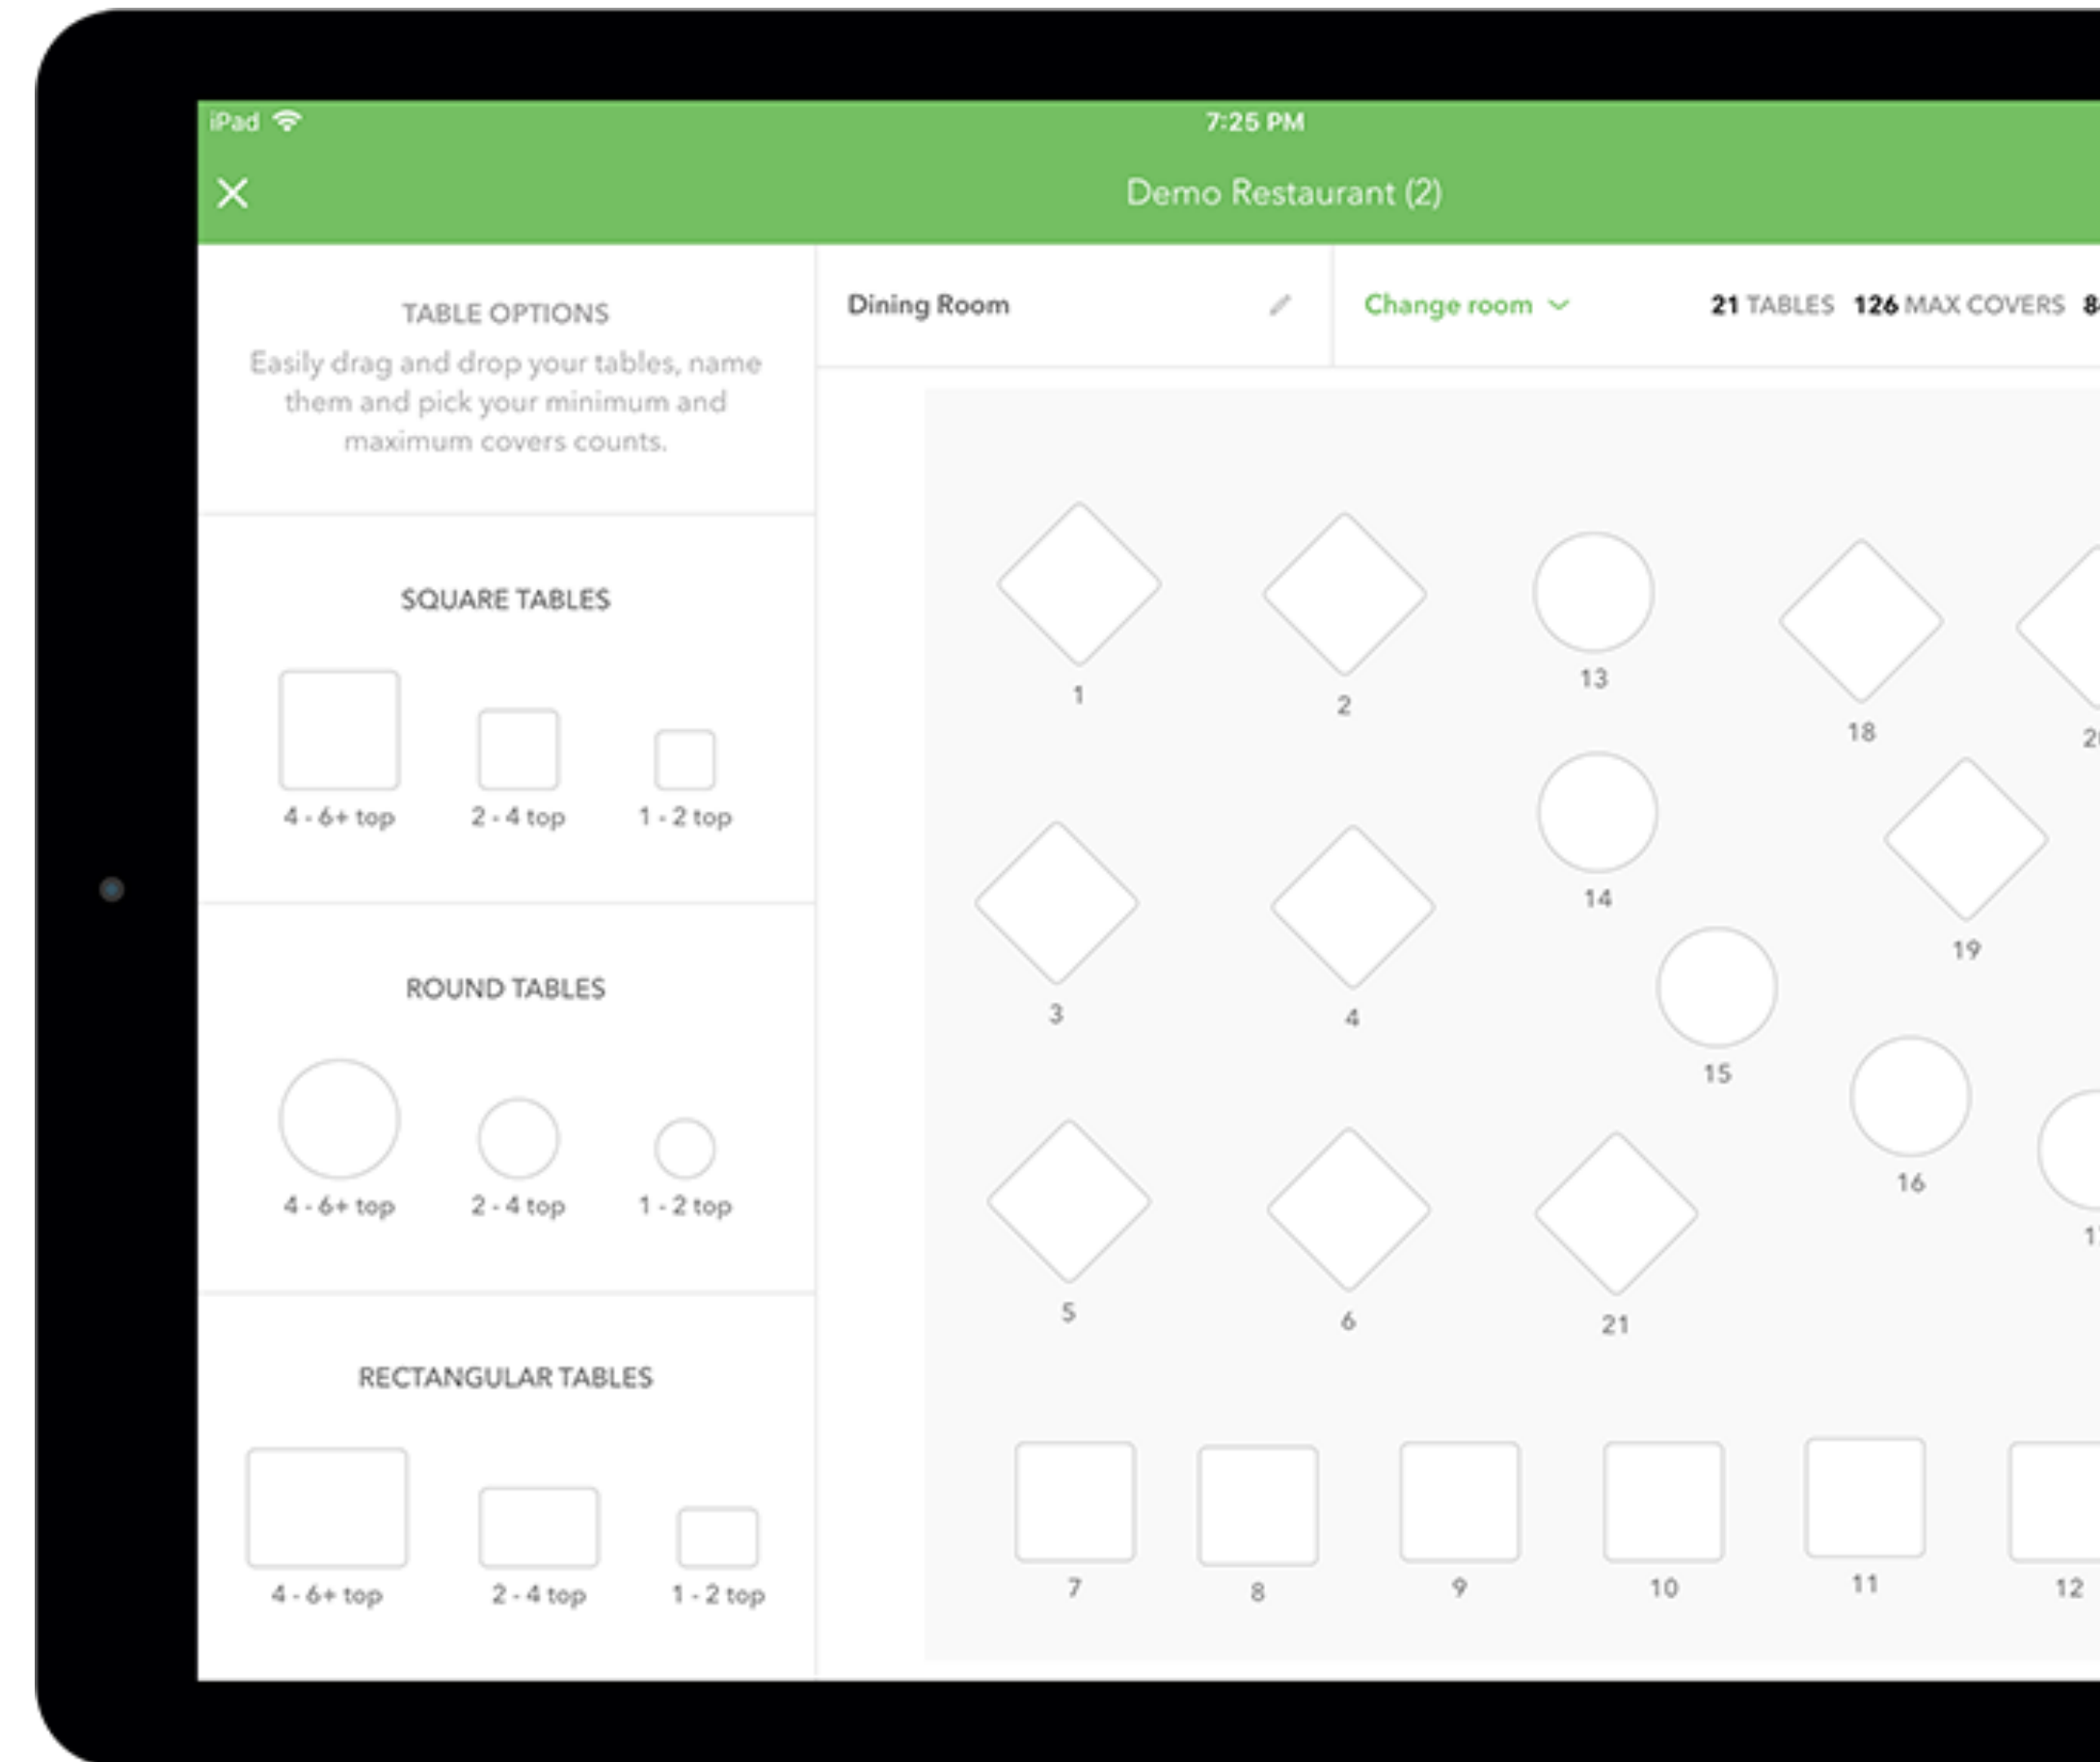 iPad
7:25 PM
Demo Restaurant (2)
TABLE OPTIONS
Easily drag and drop your tables, name
them and pick your minimum and
maximum covers counts.
Dining Room
Change room
21 TABLES 126 MAX COVERS
SQUARE TABLES
4 - 6+ top
2 - 4 top
1 - 2 top
ROUND TABLES
4 - 6+ top
2 - 4 top
1 - 2 top
RECTANGULAR TABLES
4 - 6+ top
2 - 4 top
1 - 2 top
1
2
13
18
14
19
3
4
15
16
5
6
21
7
8
9
10
11
12